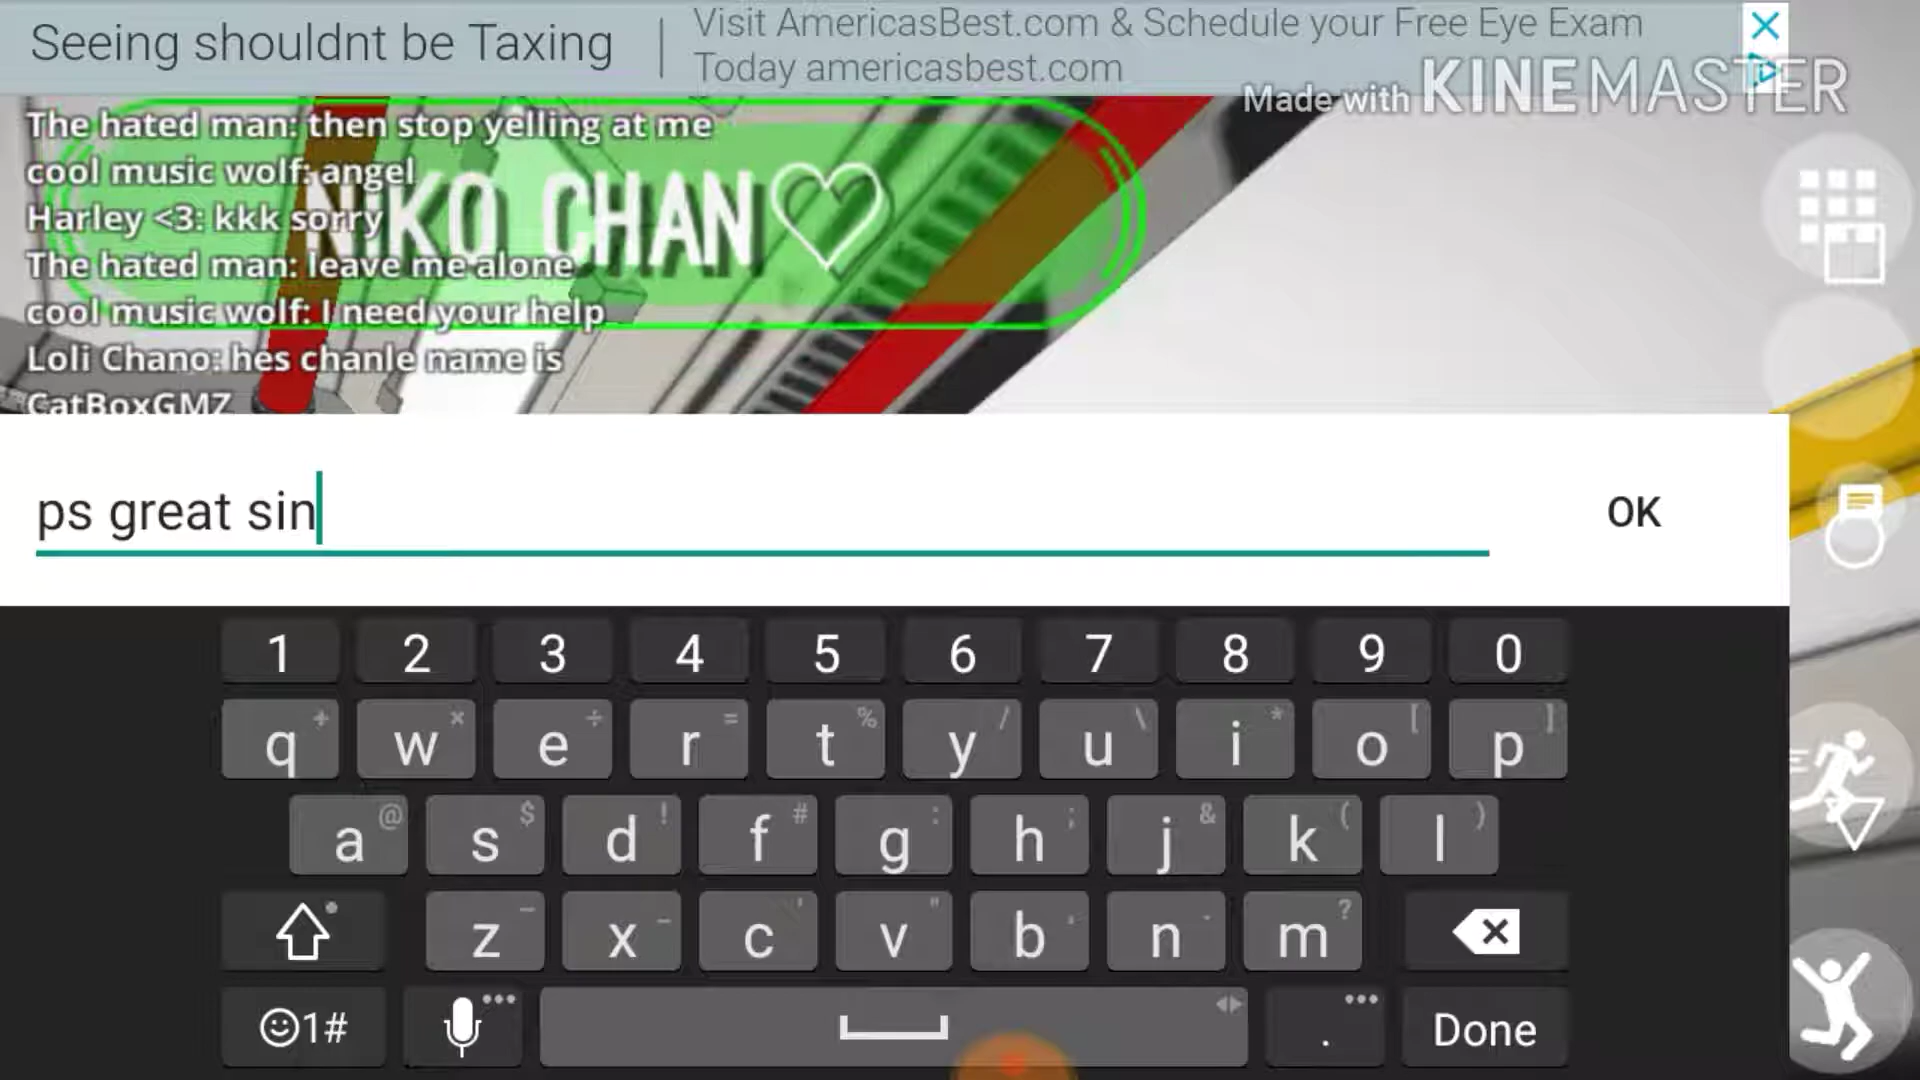 Seeing shouldnt be Taxing
Visit AmericasBest.com & Schedule your Free Eye Exam
Today americasbest.com
Made with KINEMASTER
The hated man: then stop yelling at me
cool music wolf: angel
NIKO CHAN♡
Harley <3: kkk sorry
The hated man: leave me alone
cool music wolf: I need your help
Loli Chano: hes chanle name is
CatBoxGMZ
ps great sin
OK
1 2 3 4 5 6 7 8 9 0
q w e r t y u i o p
a s d f g h j k l
z x c v b n m
1#
.
Done